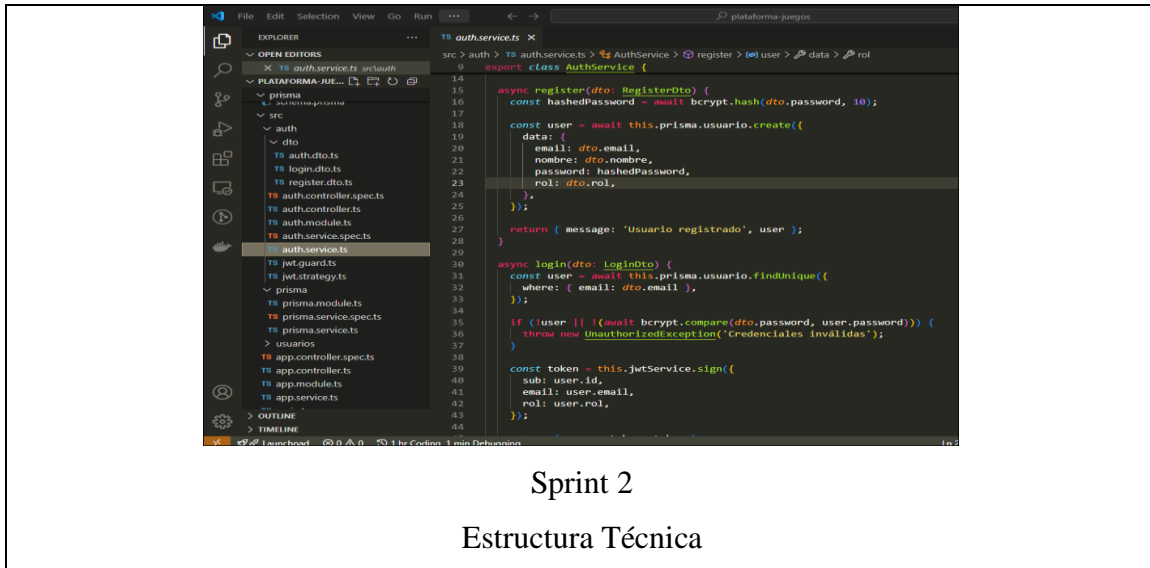 File Edit Selection View Go Run ... plataforma-juegos
EXPLORER ...
OPEN EDITORS
TS auth.service.ts src\auth
PLATAFORMA-JUE...
prisma
schema.prisma
src
auth
dto
TS auth.dto.ts
TS login.dto.ts
TS register.dto.ts
TS auth.controller.spec.ts
TS auth.controller.ts
TS auth.module.ts
TS auth.service.spec.ts
TS auth.service.ts
TS jwt.guard.ts
TS jwt.strategy.ts
prisma
TS prisma.module.ts
TS prisma.service.spec.ts
TS prisma.service.ts
> usuarios
TS app.controller.spec.ts
TS app.controller.ts
TS app.module.ts
TS app.service.ts
> OUTLINE
> TIMELINE
TS auth.service.ts ×
src > auth > TS auth.service.ts > AuthService > register > user > data > rol
9 export class AuthService {
14
15 async register(dto: RegisterDto) {
16 const hashedPassword = await bcrypt.hash(dto.password, 10);
17
18 const user = await this.prisma.usuario.create({
19 data: {
20 email: dto.email,
21 nombre: dto.nombre,
22 password: hashedPassword,
23 rol: dto.rol,
24 },
25 });
26
27 return { message: 'Usuario registrado', user };
28 }
29
30 async login(dto: LoginDto) {
31 const user = await this.prisma.usuario.findUnique({
32 where: { email: dto.email },
33 });
34
35 if (!user || !(await bcrypt.compare(dto.password, user.password))) {
36 throw new UnauthorizedException('Credenciales inválidas');
37 }
38
39 const token = this.jwtService.sign({
40 sub: user.id,
41 email: user.email,
42 rol: user.rol,
43 });
44
Launchpad 0 0 1 hr Coding, 1 min Debugging
Sprint 2
Estructura Técnica